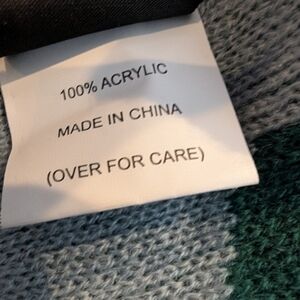 100% ACRYLIC
MADE IN CHINA
(OVER FOR CARE)